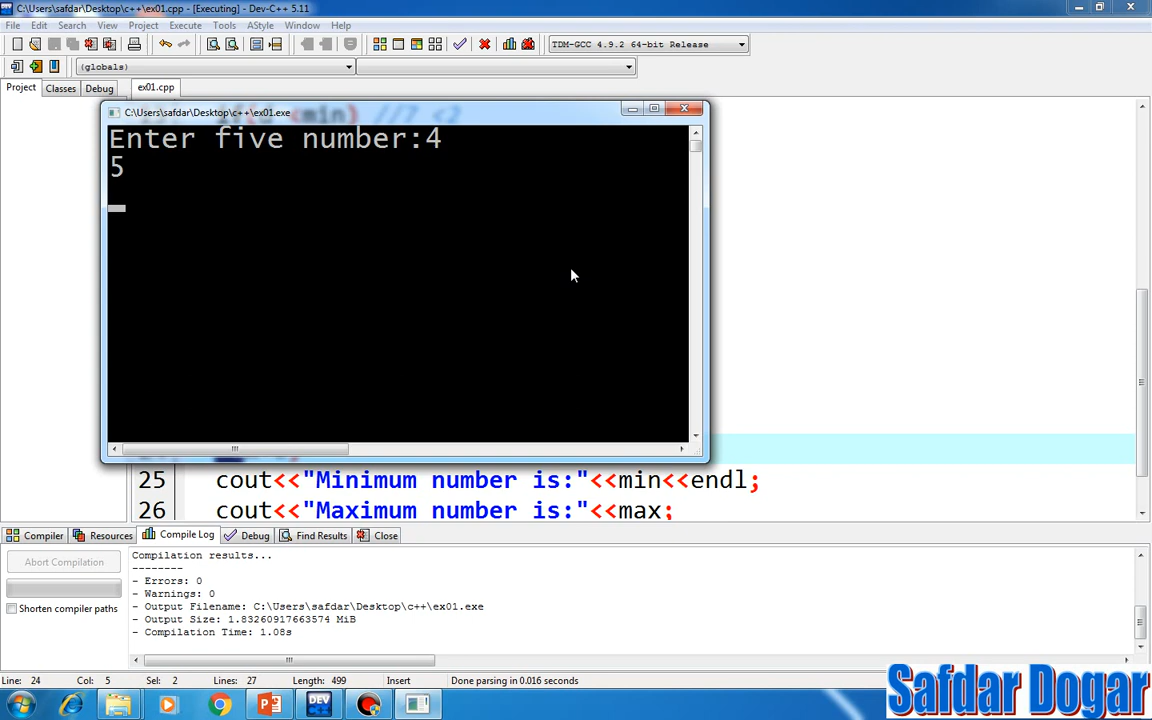 C:\Users\safdar\Desktop\c++\ex01.cpp - [Executing] - Dev-C++ 5.11
File Edit Search View Project Execute Tools AStyle Window Help
TDM-GCC 4.9.2 64-bit Release
(globals)
Project Classes Debug ex01.cpp
C:\Users\safdar\Desktop\c++\ex01.exe
min) //7 <2
Enter five number:4
5
25 cout<<"Minimum number is:"<<min<<endl;
26 cout<<"Maximum number is:"<<max;
Compiler Resources Compile Log Debug Find Results Close
Abort Compilation
Shorten compiler paths
Compilation results...
--------
- Errors: 0
- Warnings: 0
- Output Filename: C:\Users\safdar\Desktop\c++\ex01.exe
- Output Size: 1.83260917663574 MiB
- Compilation Time: 1.08s
Line: 24 Col: 5 Sel: 2 Lines: 27 Length: 499 Insert Done parsing in 0.016 seconds
DEV
Safdar Dogar